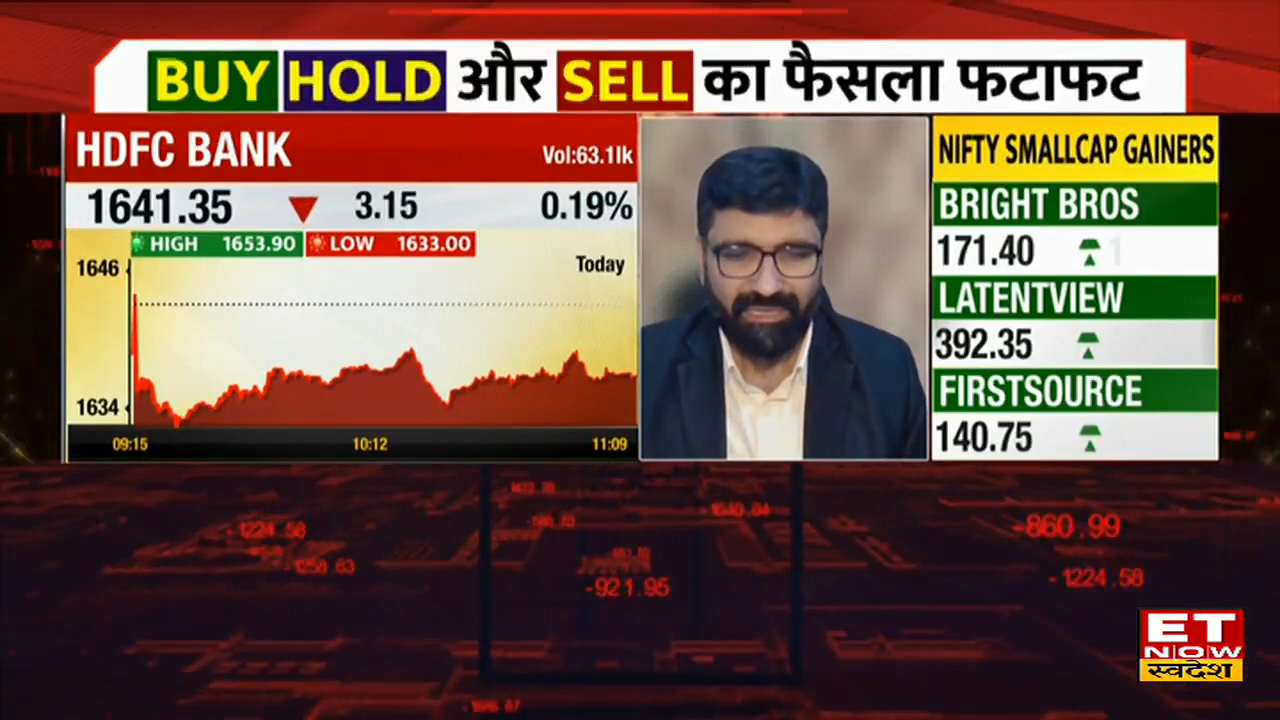 BUY HOLD और SELL का फैसला फटाफट
HDFC BANK Vol:63.1lk
1641.35 3.15 0.19%
HIGH 1653.90 LOW 1633.00
Today
1646
1634
09:15 10:12 11:09
NIFTY SMALLCAP GAINERS
BRIGHT BROS
171.40
LATENTVIEW
392.35
FIRSTSOURCE
140.75
-1224.58
-1640.04
-860.99
-921.95
-1224.58
ET
NOW
स्वदेश